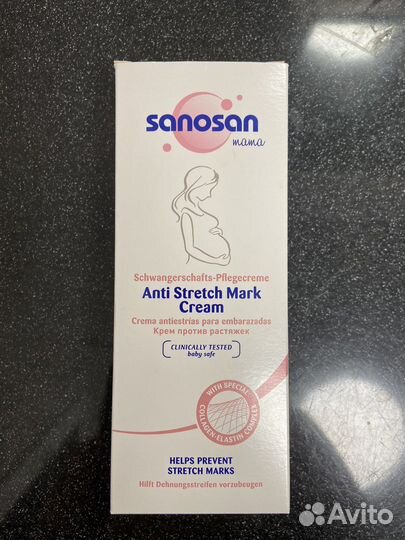 sanosan
mama
Schwangerschafts-Pflegecreme
Anti Stretch Mark
Cream
Crema antiestrías para embarazadas
Крем против растяжек
CLINICALLY TESTED
baby safe
WITH SPECIAL
COLLAGEN-ELASTIN COMPLEX
HELPS PREVENT
STRETCH MARKS
Hilft Dehnungsstreifen vorzubeugen
Avito